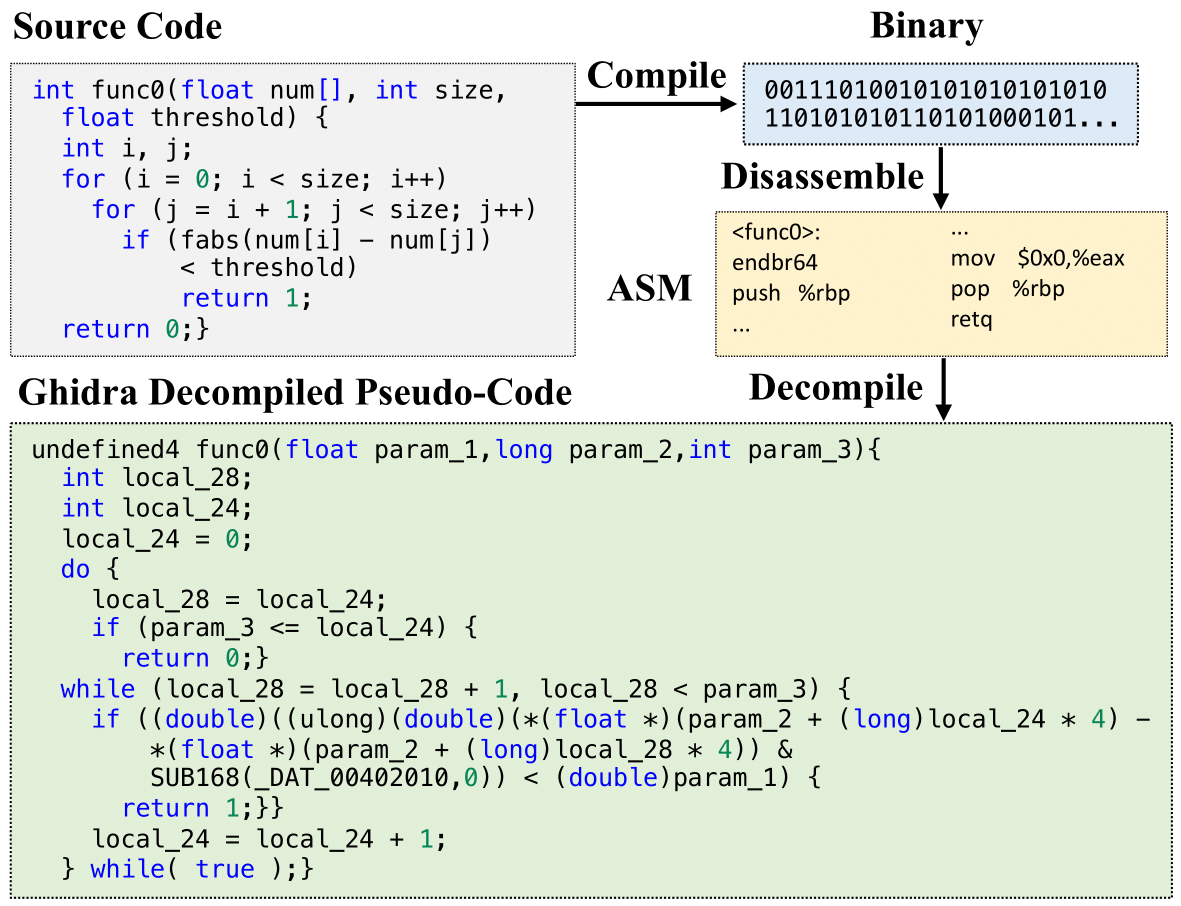 Source Code
int func0(float num[], int size,
float threshold) {
int i, j;
for (i = 0; i < size; i++)
for (j = i + 1; j < size; j++)
if (fabs(num[i] − num[j])
< threshold)
return 1;
return 0;}
Compile
Binary
00111010010101010101010
110101010110101000101...
Disassemble
ASM
<func0>:
endbr64
push %rbp
...
...
mov $0x0,%eax
pop %rbp
retq
Decompile
Ghidra Decompiled Pseudo-Code
undefined4 func0(float param_1,long param_2,int param_3){
int local_28;
int local_24;
local_24 = 0;
do {
local_28 = local_24;
if (param_3 <= local_24) {
return 0;}
while (local_28 = local_28 + 1, local_28 < param_3) {
if ((double)((ulong)(double)(*(float *)(param_2 + (long)local_24 * 4) −
*(float *)(param_2 + (long)local_28 * 4)) &
SUB168(_DAT_00402010,0)) < (double)param_1) {
return 1;}}
local_24 = local_24 + 1;
} while( true );}